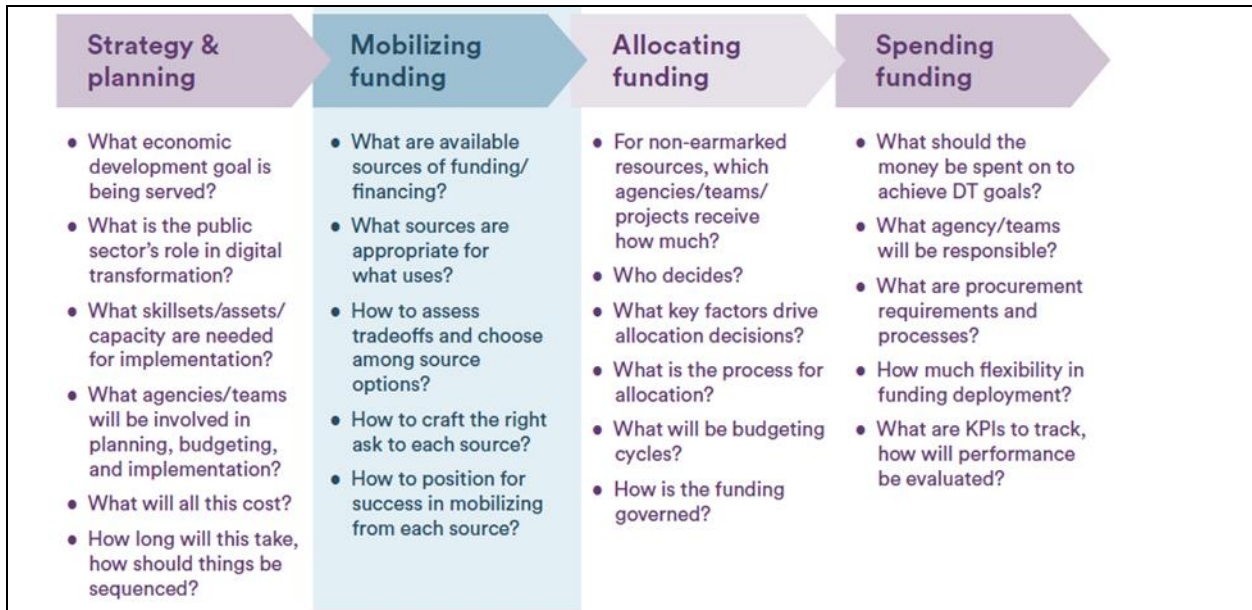 Strategy &
planning
• What economic
development goal is
being served?
• What is the public
sector's role in digital
transformation?
• What skillsets/assets/
capacity are needed
for implementation?
• What agencies/teams
will be involved in
planning, budgeting,
and implementation?
• What will all this cost?
• How long will this take,
how should things be
sequenced?
Mobilizing
funding
• What are available
sources of funding/
financing?
• What sources are
appropriate for
what uses?
• How to assess
tradeoffs and choose
among source
options?
• How to craft the right
ask to each source?
• How to position for
success in mobilizing
from each source?
Allocating
funding
• For non-earmarked
resources, which
agencies/teams/
projects receive
how much?
• Who decides?
• What key factors drive
allocation decisions?
• What is the process for
allocation?
• What will be budgeting
cycles?
• How is the funding
governed?
Spending
funding
• What should the
money be spent on to
achieve DT goals?
• What agency/teams
will be responsible?
• What are procurement
requirements and
processes?
• How much flexibility in
funding deployment?
• What are KPIs to track,
how will performance
be evaluated?